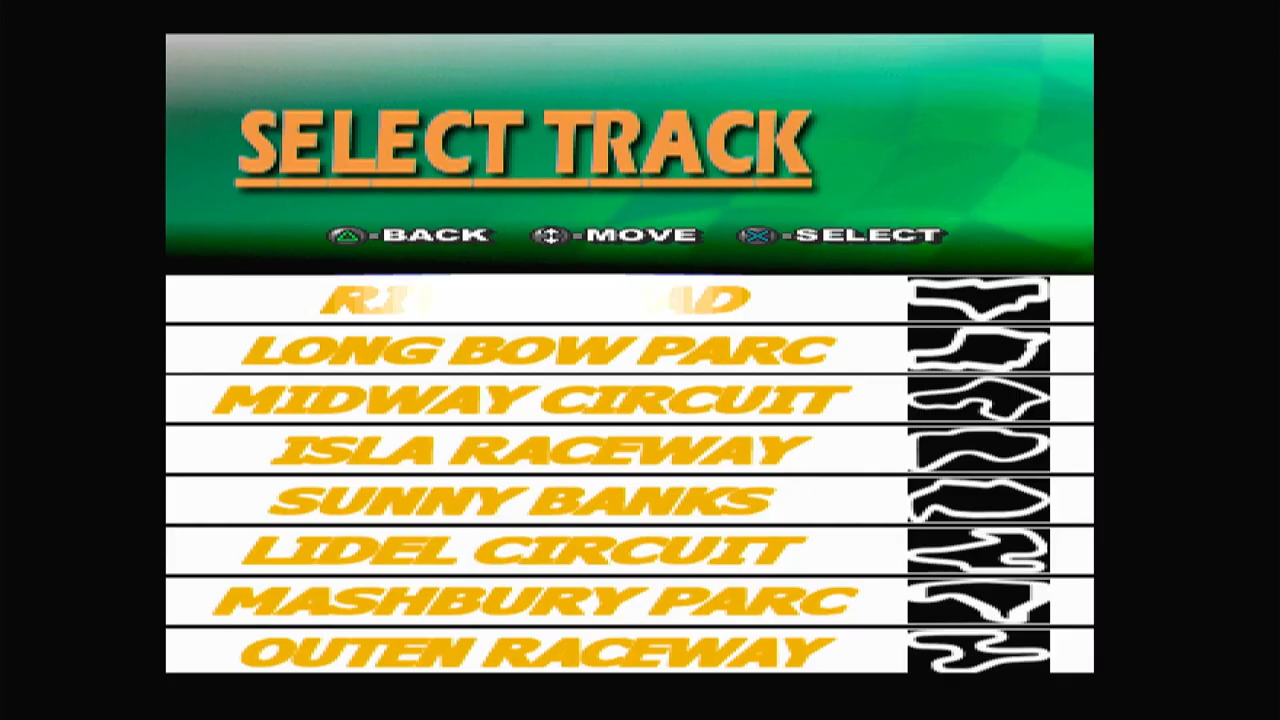 SELECT TRACK
-BACK -MOVE -SELECT
LONG BOW PARC
MIDWAY CIRCUIT
ISLA RACEWAY
SUNNY BANKS
LIDEL CIRCUIT
MASHBURY PARC
OUTEN RACEWAY